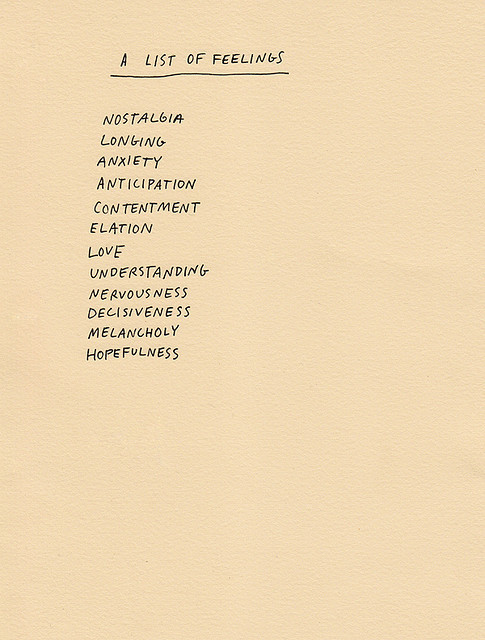 A LIST OF FEELINGS
NOSTALGIA
LONGING
ANXIETY
ANTICIPATION
CONTENTMENT
ELATION
LOVE
UNDERSTANDING
NERVOUSNESS
DECISIVENESS
MELANCHOLY
HOPEFULNESS